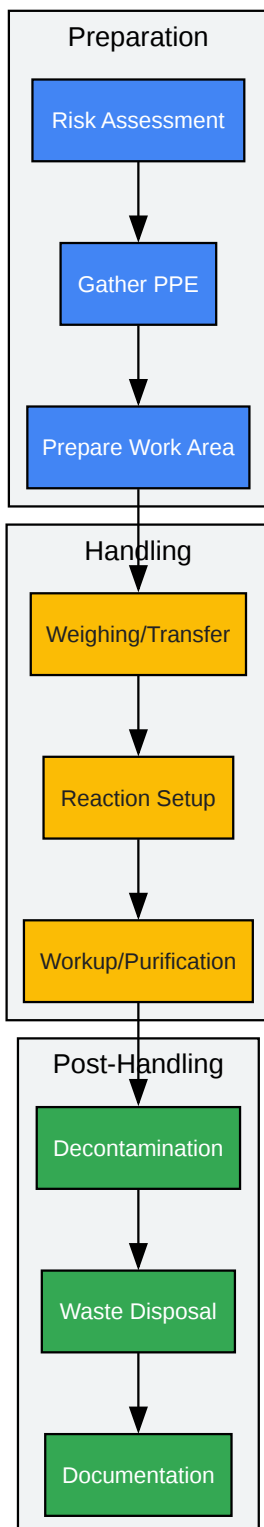 Preparation
Risk Assessment
Gather PPE
Prepare Work Area
Handling
Weighing/Transfer
Reaction Setup
Workup/Purification
Post-Handling
Decontamination
Waste Disposal
Documentation